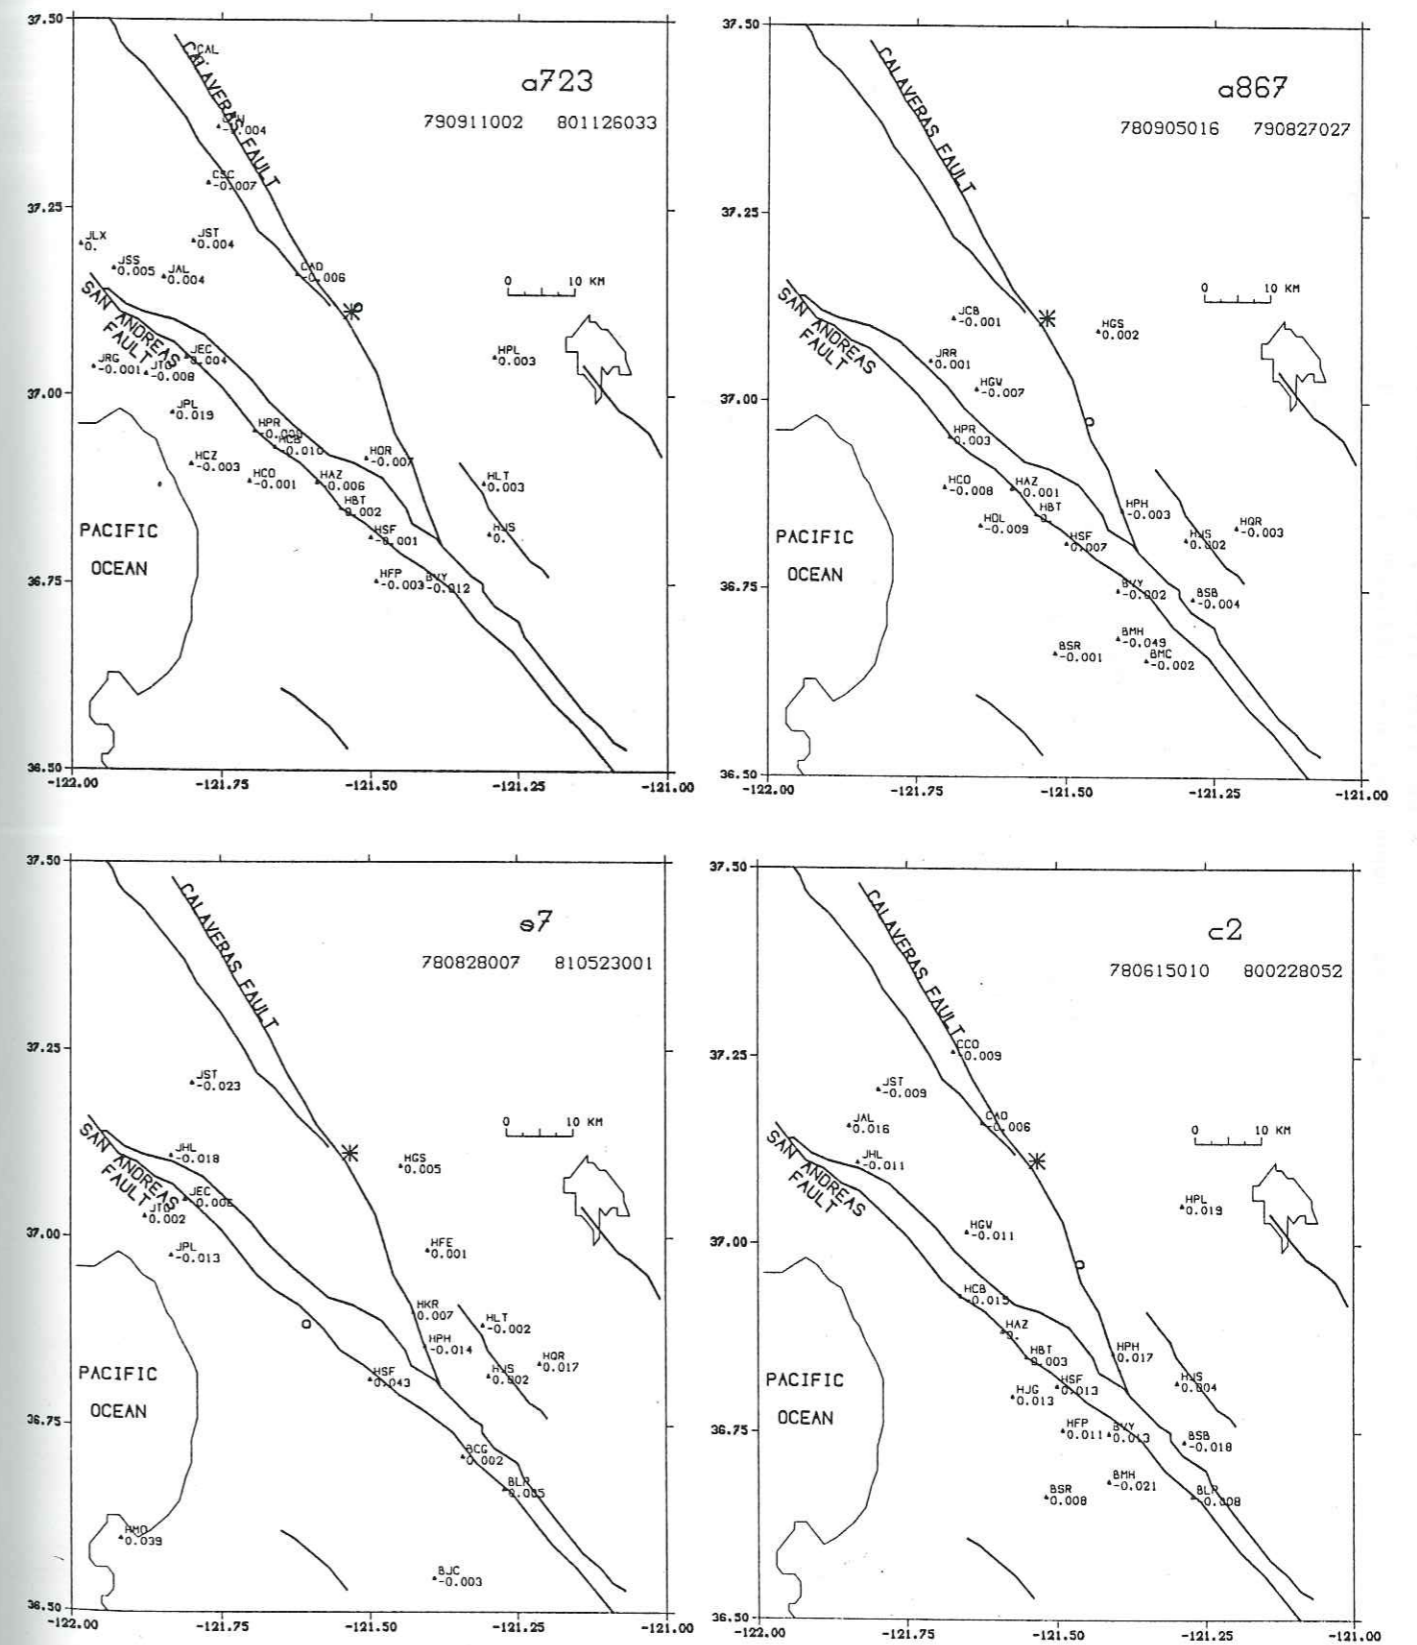 37.50
CAL
CALAVERAS FAULT
a723
790911002 801126033
-0.004
CSC
-0.007
37.25
JLX
0.
JST
0.004
JSS
0.005
JAL
0.004
CAO
-0.006
0 10 KM
SAN ANDREAS
FAULT
JEC
0.004
HPL
0.003
JRG
-0.001
JTO
-0.008
37.00
JPL
0.019
HPR
HCB
-0.010
HCZ
-0.003
HCO
-0.001
HAZ
-0.006
HOR
-0.007
HLT
0.003
HBT
0.002
HSF
-0.001
HJS
0.
PACIFIC
OCEAN
36.75
HFP
-0.003
BVY
-0.012
36.50
-122.00 -121.75 -121.50 -121.25 -121.00
37.50
CALAVERAS FAULT
a867
780905016 790827027
37.25
0 10 KM
SAN ANDREAS
FAULT
JCB
-0.001
HGS
0.002
JRR
0.001
HGW
-0.007
37.00
HPR
0.003
HCO
-0.008
HAZ
-0.001
HBT
0.
HPH
-0.003
HDL
-0.009
HSF
0.007
HJS
0.002
HQR
-0.003
PACIFIC
OCEAN
36.75
BVY
-0.002
BSB
-0.004
BMH
-0.049
BSR
-0.001
BMC
-0.002
36.50
-122.00 -121.75 -121.50 -121.25 -121.00
37.50
CALAVERAS FAULT
e7
780828007 810523001
37.25
JST
-0.023
0 10 KM
SAN ANDREAS
FAULT
JHL
-0.018
HGS
0.005
JEC
JTO
0.002
37.00
JPL
-0.013
HFE
0.001
HKR
0.007
HLT
-0.002
HPH
-0.014
HQR
0.017
HSF
0.043
HJS
0.002
PACIFIC
OCEAN
36.75
BCG
0.002
BLR
0.005
HMO
0.039
BJC
-0.003
36.50
-122.00 -121.75 -121.50 -121.25 -121.00
37.50
CALAVERAS FAULT
c2
780615010 800228052
37.25
CCO
-0.009
JST
-0.009
JAL
0.016
CAO
-0.006
0 10 KM
SAN ANDREAS
FAULT
JHL
-0.011
HPL
0.019
HGW
-0.011
37.00
HCB
-0.015
HAZ
0.
HBT
0.003
HPH
0.017
HJG
0.013
HSF
0.013
HJS
0.004
PACIFIC
OCEAN
36.75
HFP
0.011
BVY
0.013
BSB
-0.018
BMH
-0.021
BSR
0.008
BLR
-0.008
36.50
-122.00 -121.75 -121.50 -121.25 -121.00